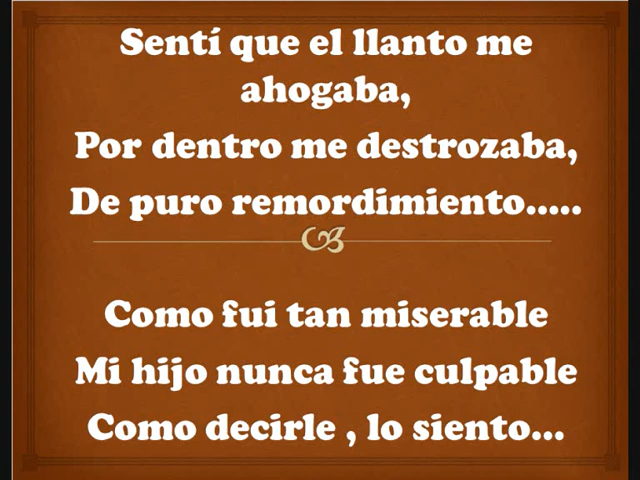 Sentí que el llanto me
ahogaba,
Por dentro me destrozaba,
De puro remordimiento.....
Como fui tan miserable
Mi hijo nunca fue culpable
Como decirle , lo siento...